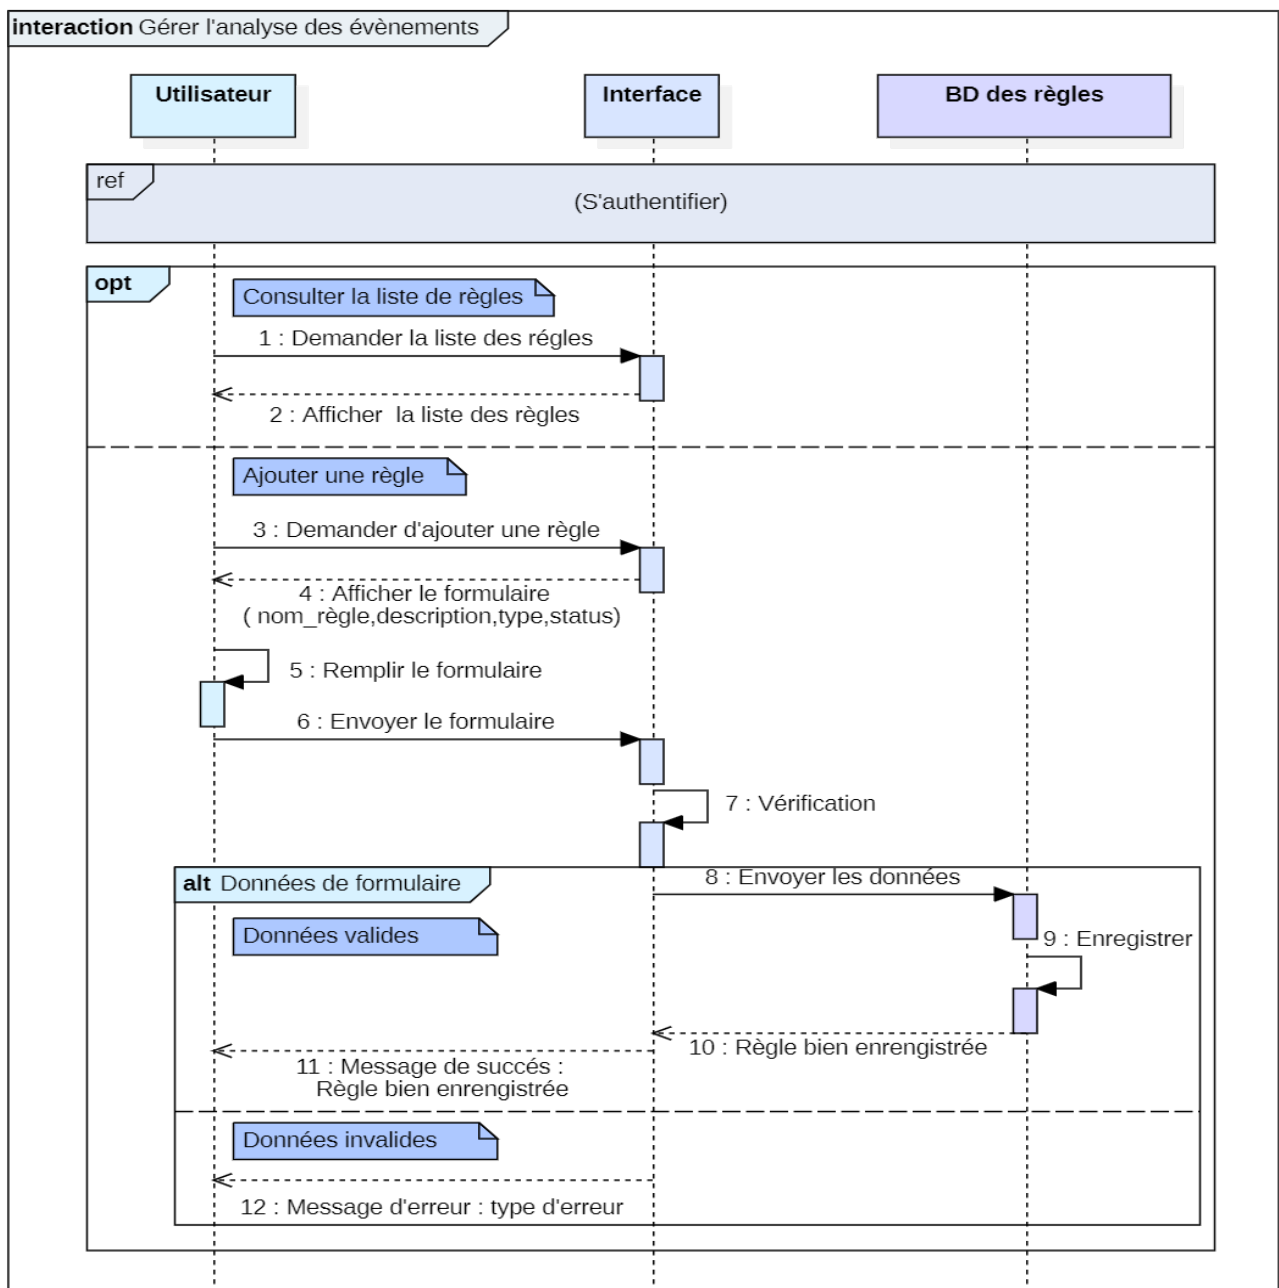 interaction Gérer l'analyse des évènements
Utilisateur
Interface
BD des règles
ref
(S'authentifier)
opt
Consulter la liste de règles
1 : Demander la liste des régles
2 : Afficher  la liste des règles
Ajouter une règle
3 : Demander d'ajouter une règle
4 : Afficher le formulaire
( nom_règle,description,type,status)
5 : Remplir le formulaire
6 : Envoyer le formulaire
7 : Vérification
alt Données de formulaire
8 : Envoyer les données
Données valides
9 : Enregistrer
10 : Règle bien enrengistrée
11 : Message de succés :
Règle bien enrengistrée
Données invalides
12 : Message d'erreur : type d'erreur